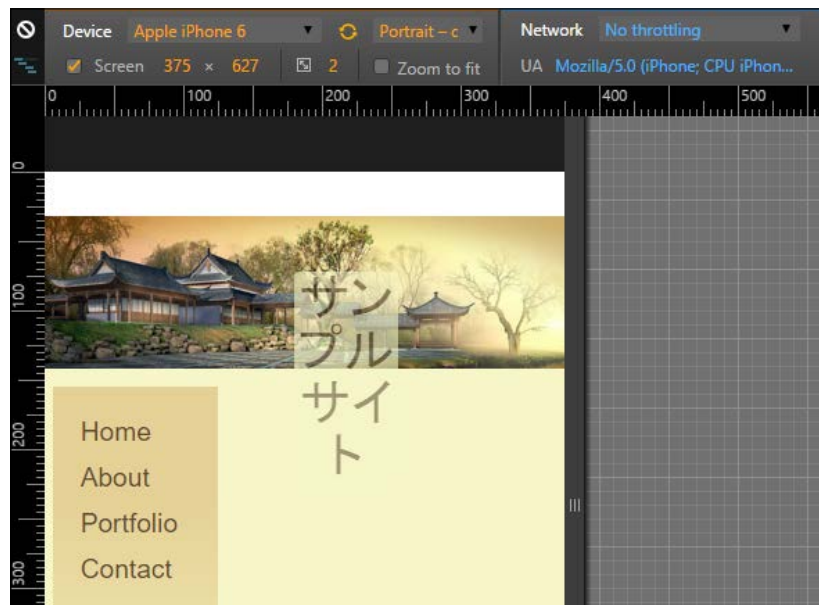 Device Apple iPhone 6 Portrait – c Network No throttling
Screen 375 × 627 2 Zoom to fit UA Mozilla/5.0 (iPhone; CPU iPhon...
0 100 200 300 400 500
0
100
200
300
サン
プル
サイ
ト
Home
About
Portfolio
Contact